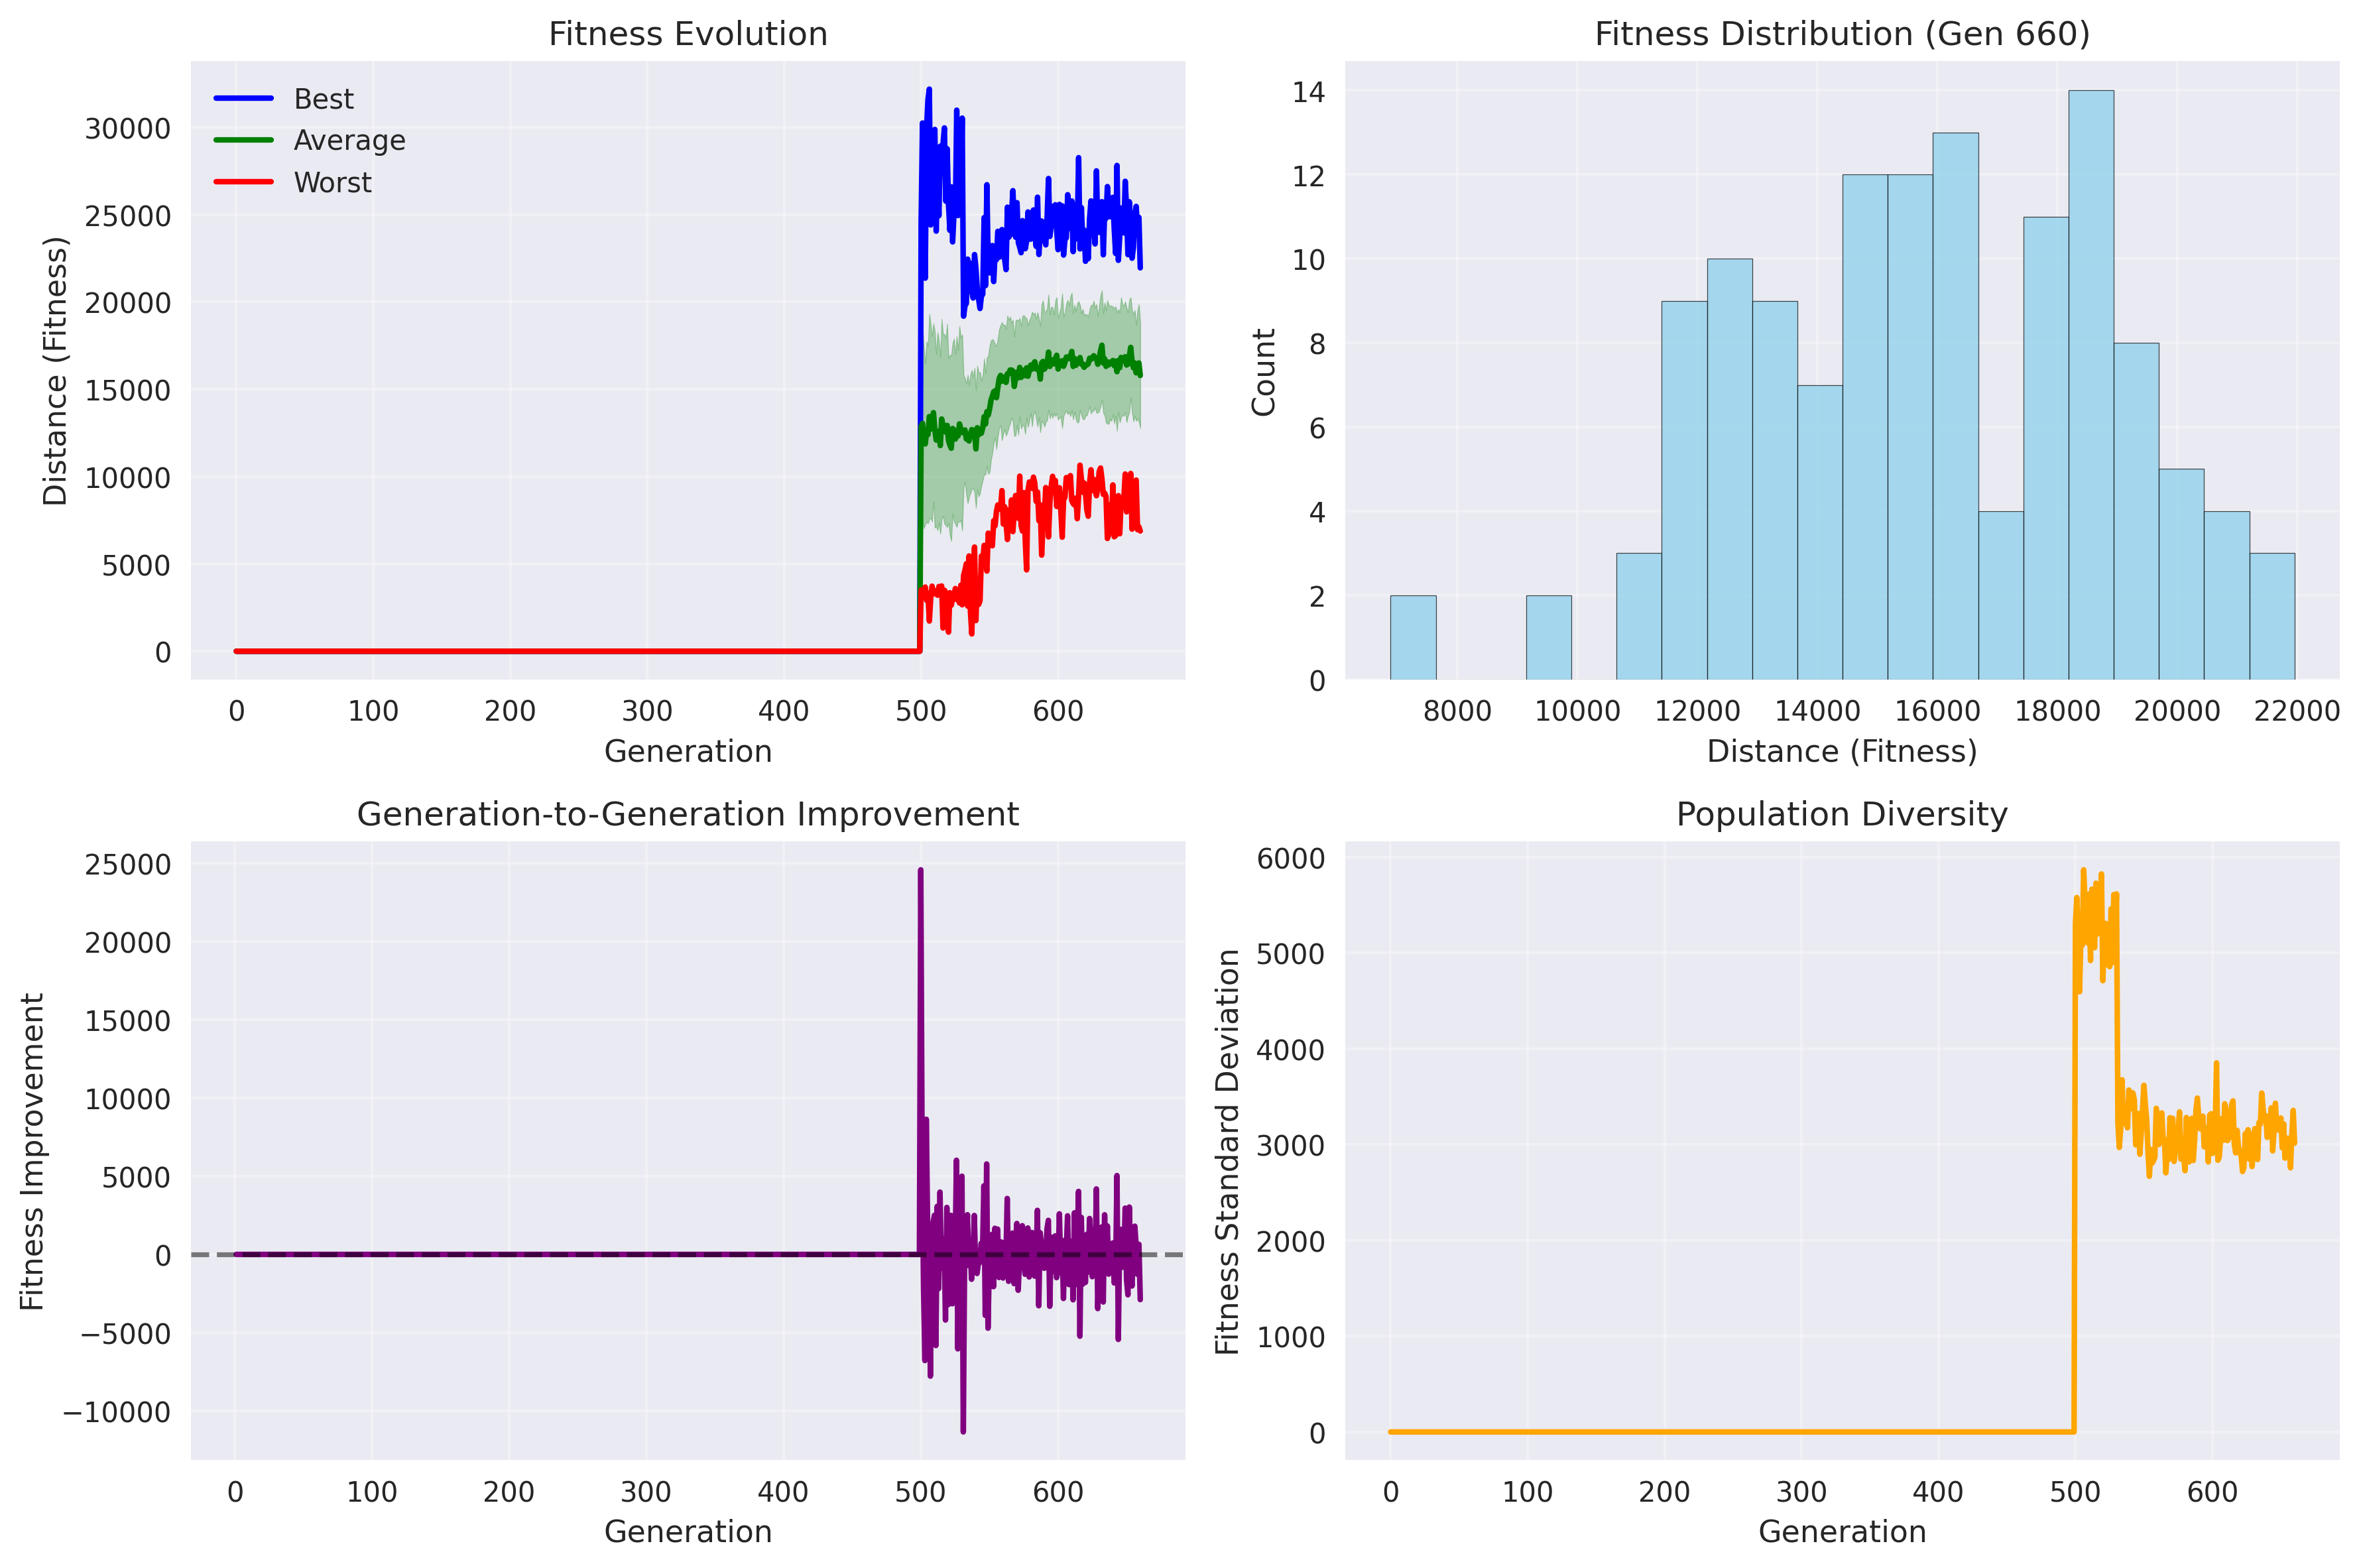 Fitness Evolution
Best
Average
Worst
30000
25000
20000
15000
10000
5000
0
Distance (Fitness)
0 100 200 300 400 500 600
Generation
Fitness Distribution (Gen 660)
14
12
10
8
6
4
2
0
Count
8000 10000 12000 14000 16000 18000 20000 22000
Distance (Fitness)
Generation-to-Generation Improvement
25000
20000
15000
10000
5000
0
−5000
−10000
Fitness Improvement
0 100 200 300 400 500 600
Generation
Population Diversity
6000
5000
4000
3000
2000
1000
0
Fitness Standard Deviation
0 100 200 300 400 500 600
Generation